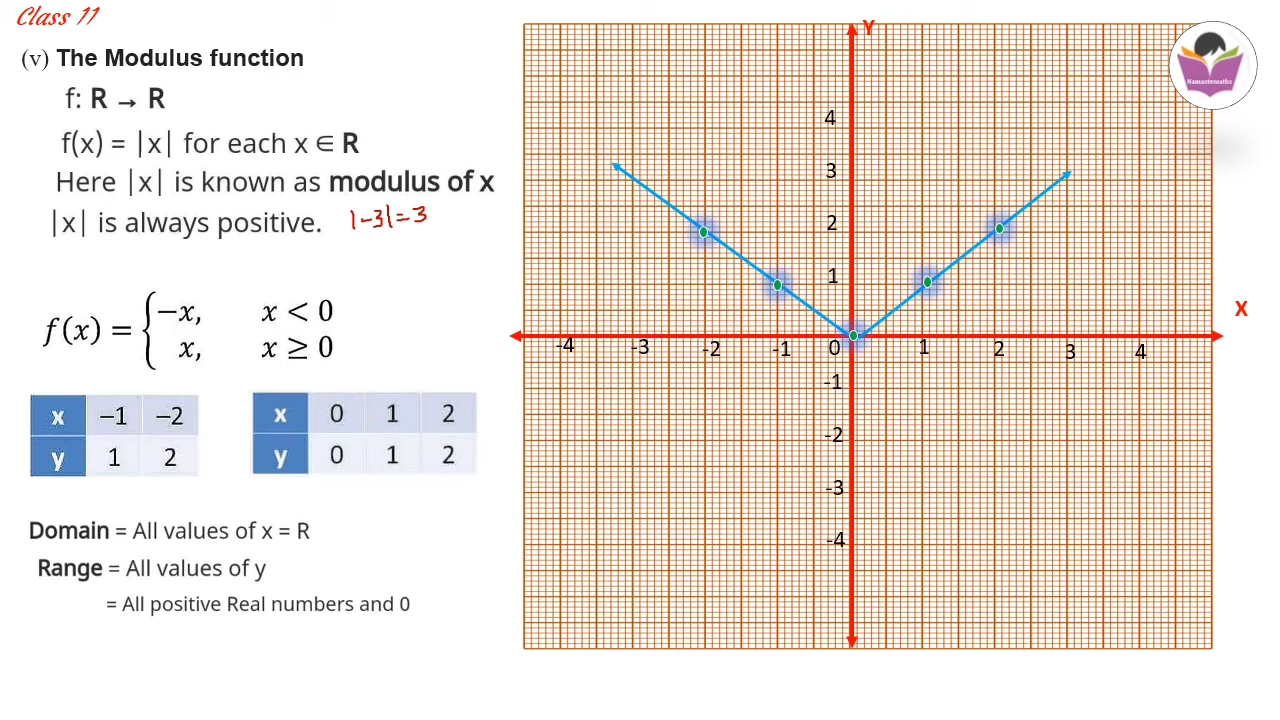 Class 11
(v) The Modulus function
f: R → R
f(x) = |x| for each x ∈ R
Here |x| is known as modulus of x
|x| is always positive. |-3|=3
f(x) = { −x, x < 0
x, x ≥ 0
x −1 −2
y 1 2
x 0 1 2
y 0 1 2
Domain = All values of x = R
Range = All values of y
= All positive Real numbers and 0
Y
4
3
2
1
X
-4 -3 -2 -1 0 1 2 3 4
-1
-2
-3
-4
Namastemaths